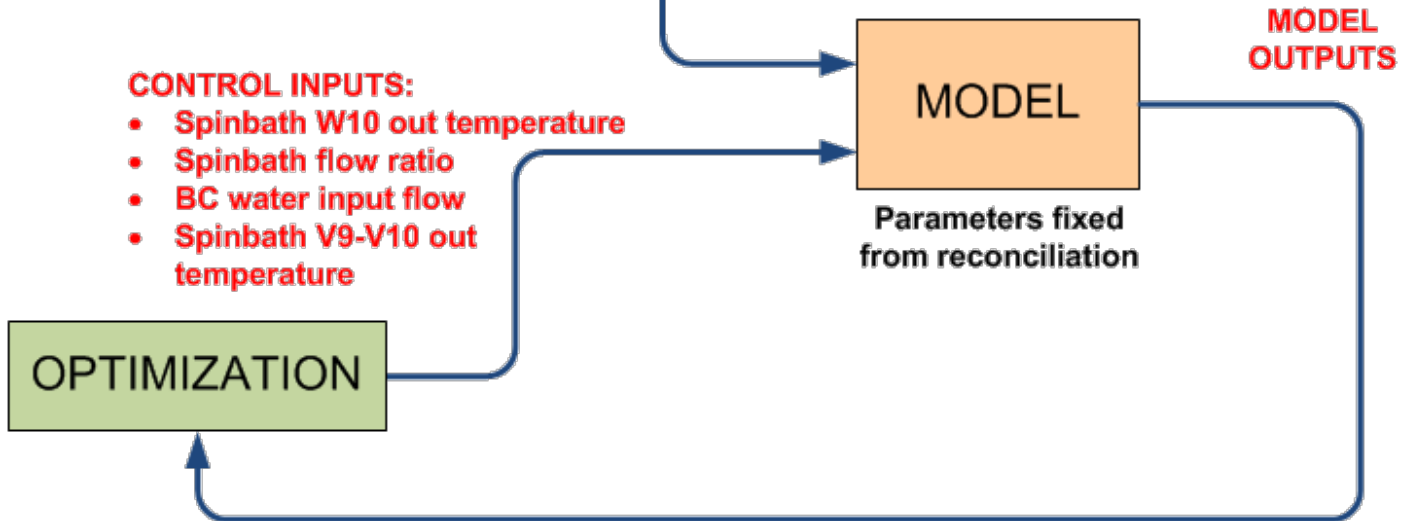 MODEL
OUTPUTS
CONTROL INPUTS:
• Spinbath W10 out temperature
• Spinbath flow ratio
• BC water input flow
• Spinbath V9-V10 out
temperature
MODEL
Parameters fixed
from reconciliation
OPTIMIZATION